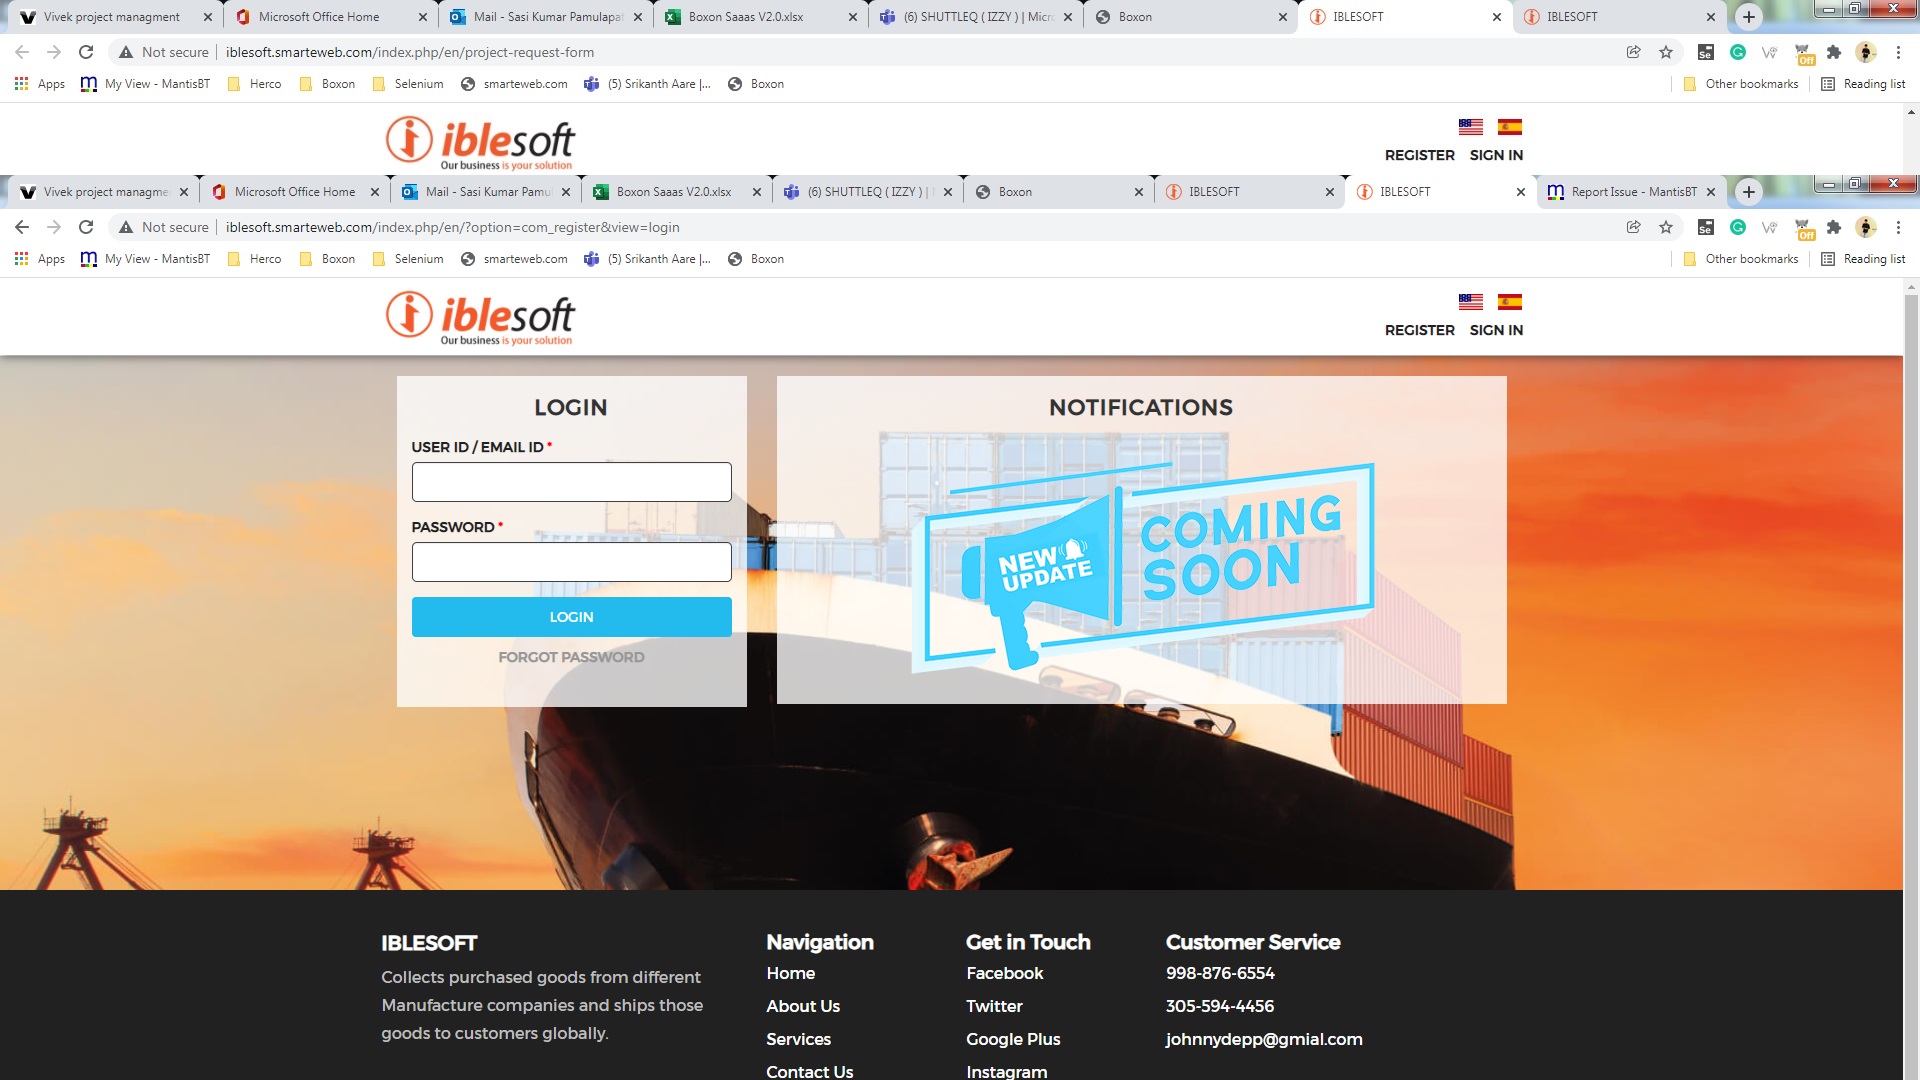 Vivek project managment
Microsoft Office Home
Mail - Sasi Kumar Pamulapat
Boxon Saaas V2.0.xlsx
(6) SHUTTLEQ ( IZZY ) | Micr
Boxon
IBLESOFT
IBLESOFT
Not secure
iblesoft.smarteweb.com/index.php/en/project-request-form
Se
Off
Apps
My View - MantisBT
Herco
Boxon
Selenium
smarteweb.com
(5) Srikanth Aare |...
Boxon
Other bookmarks
Reading list
iblesoft
Our business is your solution
REGISTER
SIGN IN
Vivek project managme
Microsoft Office Home
Mail - Sasi Kumar Pamu
Boxon Saaas V2.0.xlsx
(6) SHUTTLEQ ( IZZY ) |
Boxon
IBLESOFT
IBLESOFT
Report Issue - MantisBT
Not secure
iblesoft.smarteweb.com/index.php/en/?option=com_register&view=login
Se
Off
Apps
My View - MantisBT
Herco
Boxon
Selenium
smarteweb.com
(5) Srikanth Aare |...
Boxon
Other bookmarks
Reading list
iblesoft
Our business is your solution
REGISTER
SIGN IN
LOGIN
USER ID / EMAIL ID *
PASSWORD *
LOGIN
FORGOT PASSWORD
NOTIFICATIONS
NEW
UPDATE
COMING
SOON
IBLESOFT
Collects purchased goods from different
Manufacture companies and ships those
goods to customers globally.
Navigation
Home
About Us
Services
Contact Us
Get in Touch
Facebook
Twitter
Google Plus
Instagram
Customer Service
998-876-6554
305-594-4456
johnnydepp@gmial.com